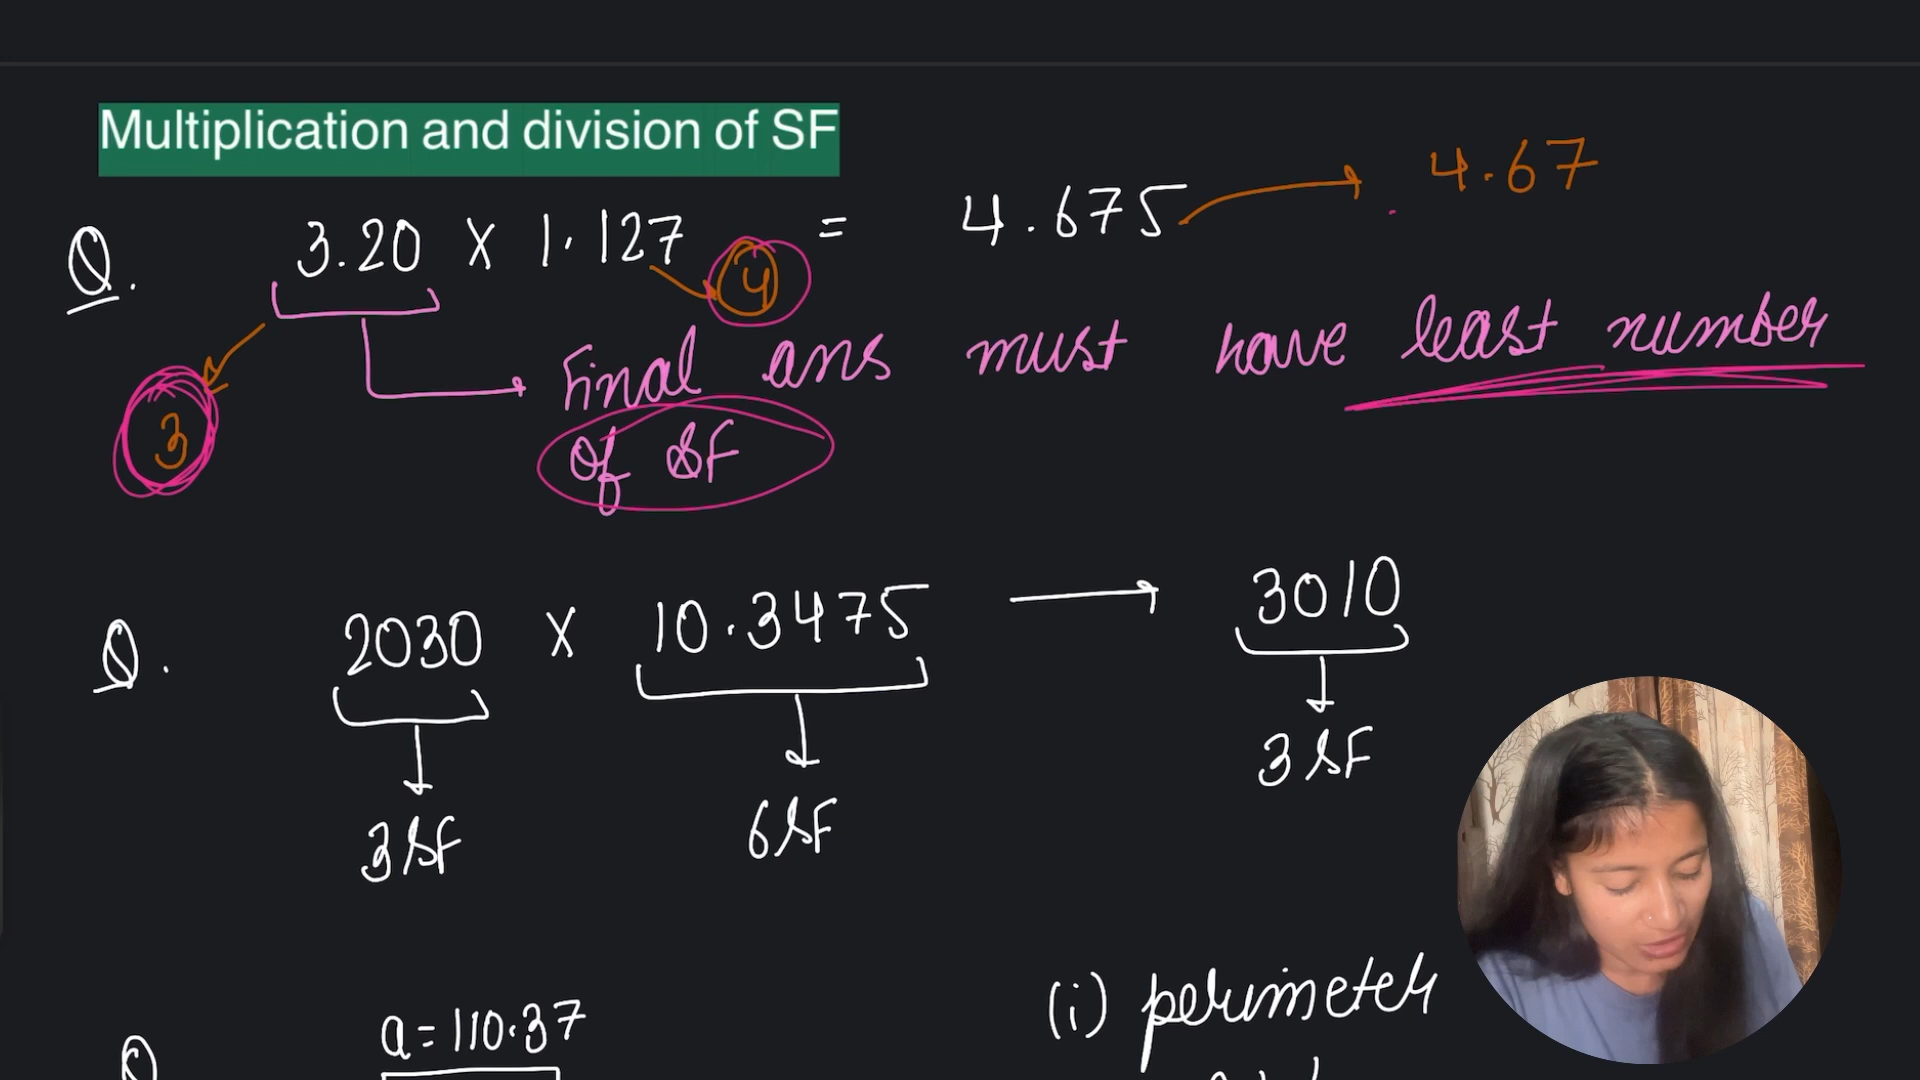 Multiplication and division of SF
Q. 3.20 X 1.127 = 4.675 → 4.67
4
3
Final ans must have least number
of SF
Q. 2030 X 10.3475 → 3010
3 SF 6 SF 3 SF
Q a = 110.37 (i) perimeter